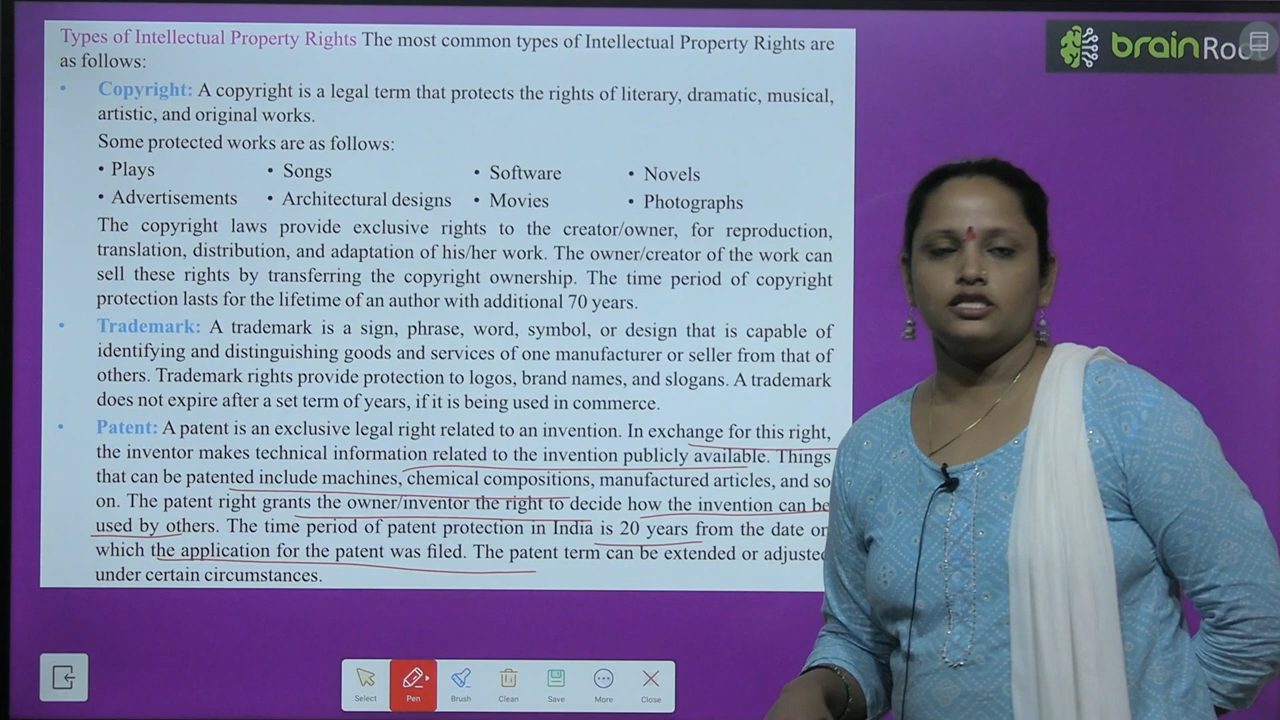 Types of Intellectual Property Rights The most common types of Intellectual Property Rights are
as follows:
• Copyright: A copyright is a legal term that protects the rights of literary, dramatic, musical,
artistic, and original works.
Some protected works are as follows:
• Plays • Songs • Software • Novels
• Advertisements • Architectural designs • Movies • Photographs
The copyright laws provide exclusive rights to the creator/owner, for reproduction,
translation, distribution, and adaptation of his/her work. The owner/creator of the work can
sell these rights by transferring the copyright ownership. The time period of copyright
protection lasts for the lifetime of an author with additional 70 years.
• Trademark: A trademark is a sign, phrase, word, symbol, or design that is capable of
identifying and distinguishing goods and services of one manufacturer or seller from that of
others. Trademark rights provide protection to logos, brand names, and slogans. A trademark
does not expire after a set term of years, if it is being used in commerce.
• Patent: A patent is an exclusive legal right related to an invention. In exchange for this right,
the inventor makes technical information related to the invention publicly available. Things
that can be patented include machines, chemical compositions, manufactured articles, and so
on. The patent right grants the owner/inventor the right to decide how the invention can be
used by others. The time period of patent protection in India is 20 years from the date on
which the application for the patent was filed. The patent term can be extended or adjusted
under certain circumstances.
brain Roo
Select Pen Brush Clean Save More Close